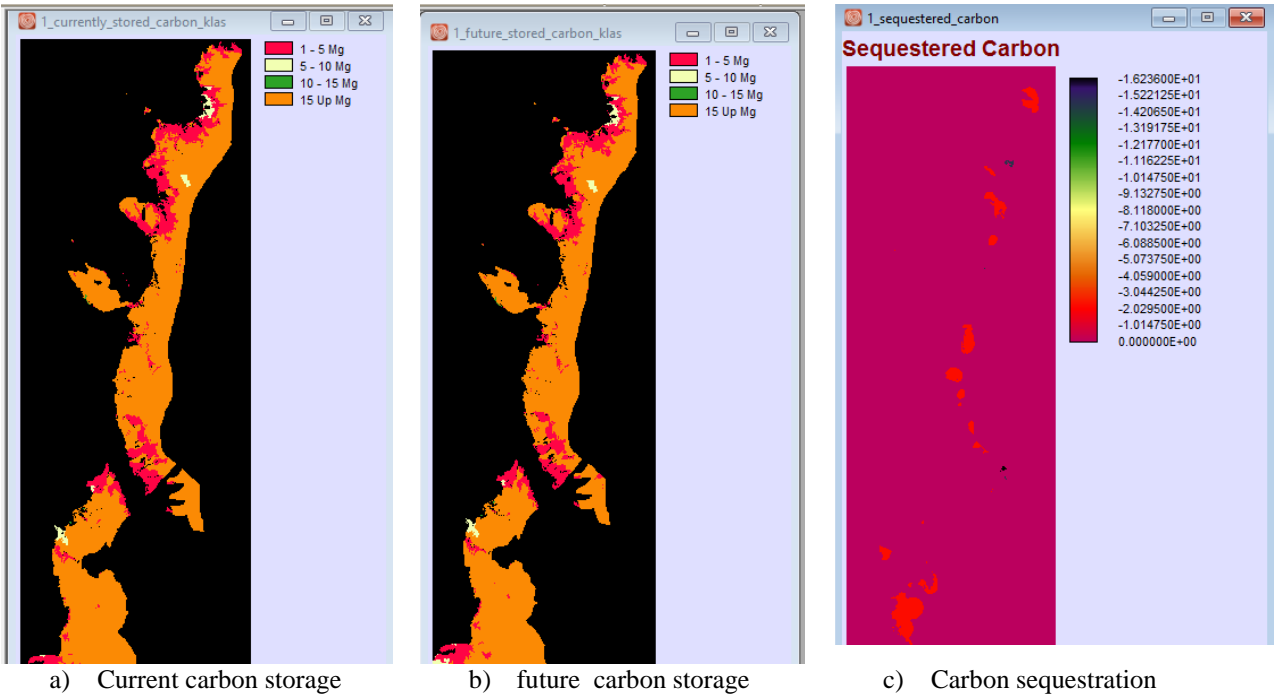 1_currently_stored_carbon_klas
1 - 5 Mg
5 - 10 Mg
10 - 15 Mg
15 Up Mg
1_future_stored_carbon_klas
1 - 5 Mg
5 - 10 Mg
10 - 15 Mg
15 Up Mg
1_sequestered_carbon
Sequestered Carbon
-1.623600E+01
-1.522125E+01
-1.420650E+01
-1.319175E+01
-1.217700E+01
-1.116225E+01
-1.014750E+01
-9.132750E+00
-8.118000E+00
-7.103250E+00
-6.088500E+00
-5.073750E+00
-4.059000E+00
-3.044250E+00
-2.029500E+00
-1.014750E+00
0.000000E+00
a) Current carbon storage
b) future carbon storage
c) Carbon sequestration